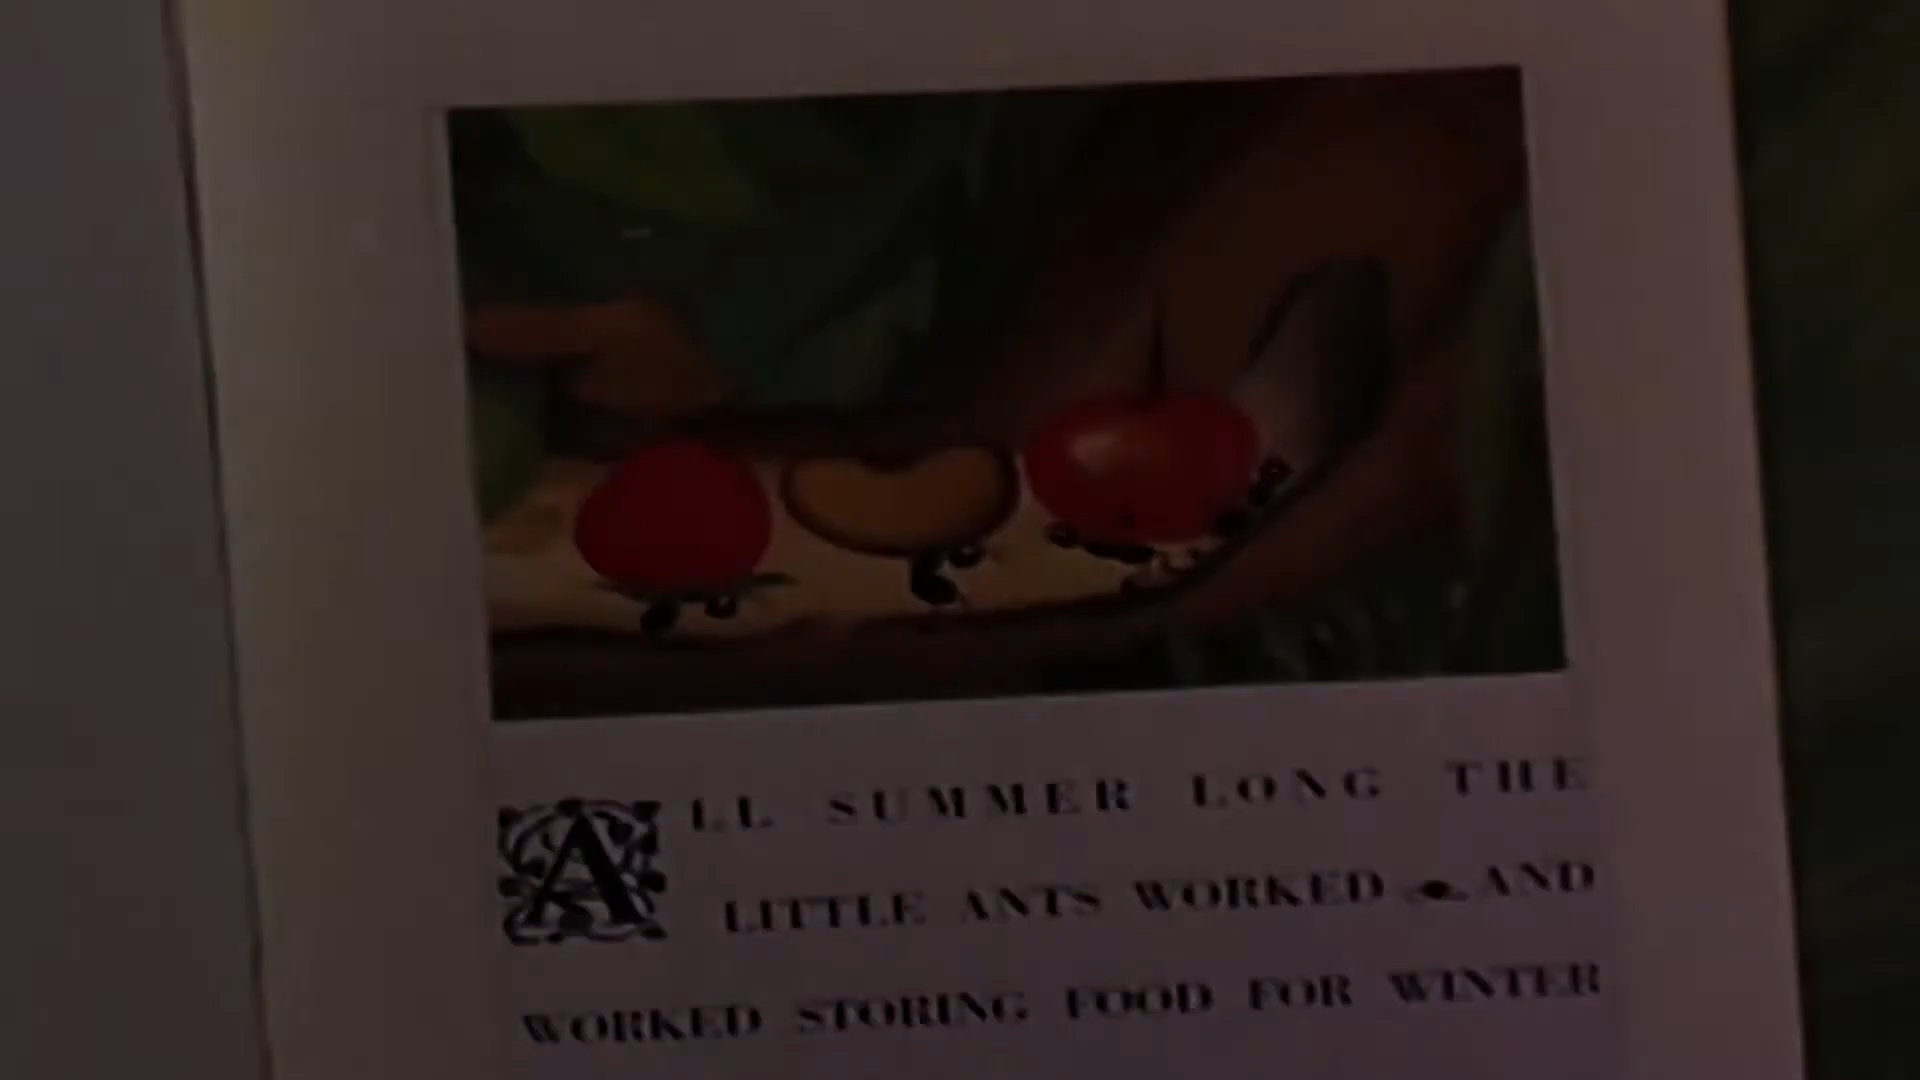 ALL SUMMER LONG THE
LITTLE ANTS WORKED AND
WORKED STORING FOOD FOR WINTER